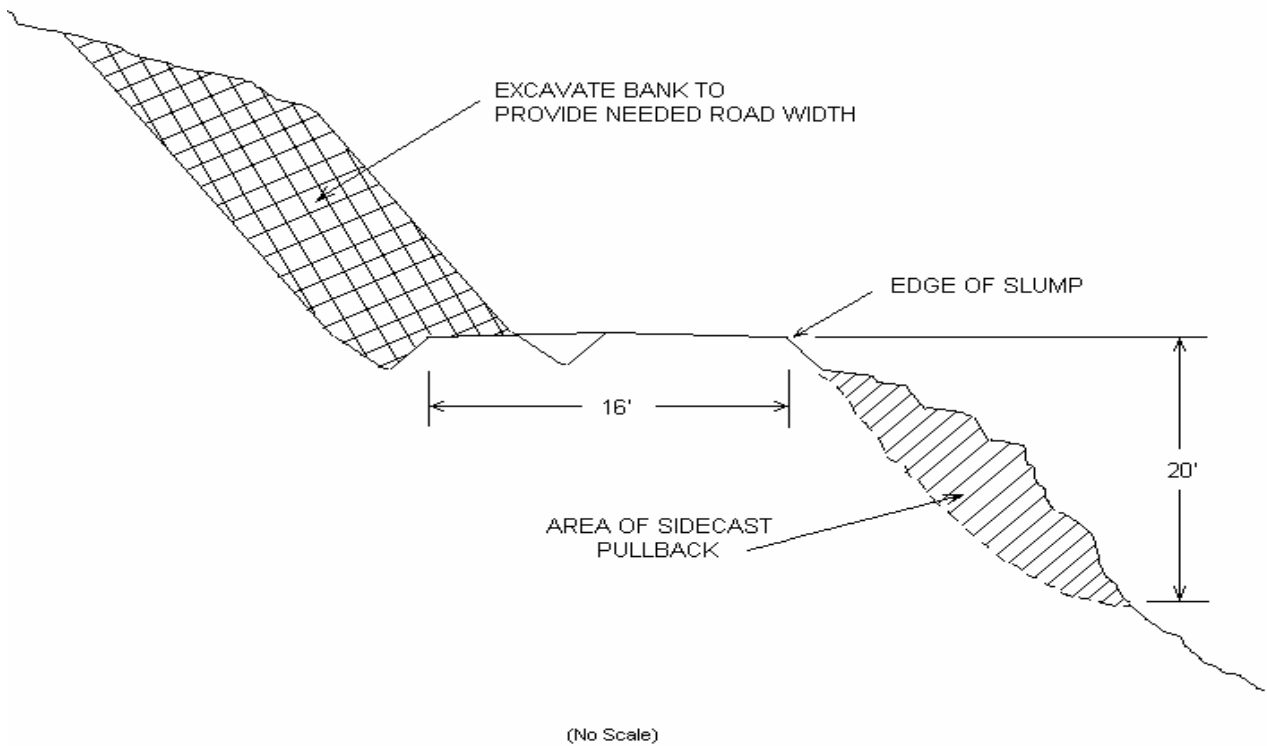 EXCAVATE BANK TO
PROVIDE NEEDED ROAD WIDTH
EDGE OF SLUMP
16'
20'
AREA OF SIDECAST
PULLBACK
(No Scale)